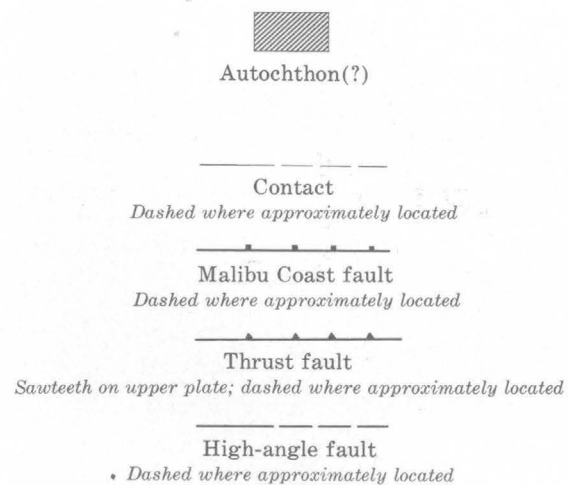 Autochthon(?)
Contact
Dashed where approximately located
Malibu Coast fault
Dashed where approximately located
Thrust fault
Sawteeth on upper plate; dashed where approximately located
High-angle fault
Dashed where approximately located